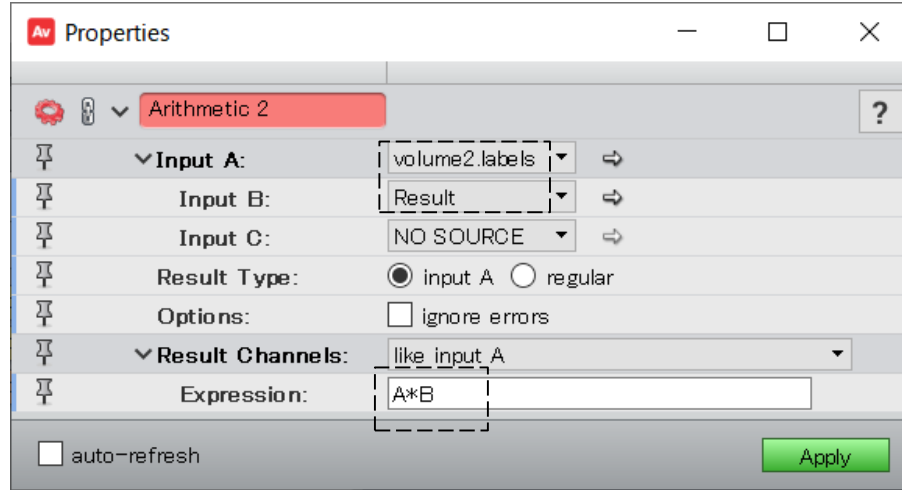 Av Properties
Arithmetic 2 ?
Input A: volume2.labels
Input B: Result
Input C: NO SOURCE
Result Type: input A regular
Options: ignore errors
Result Channels: like input A
Expression: A*B
auto-refresh Apply